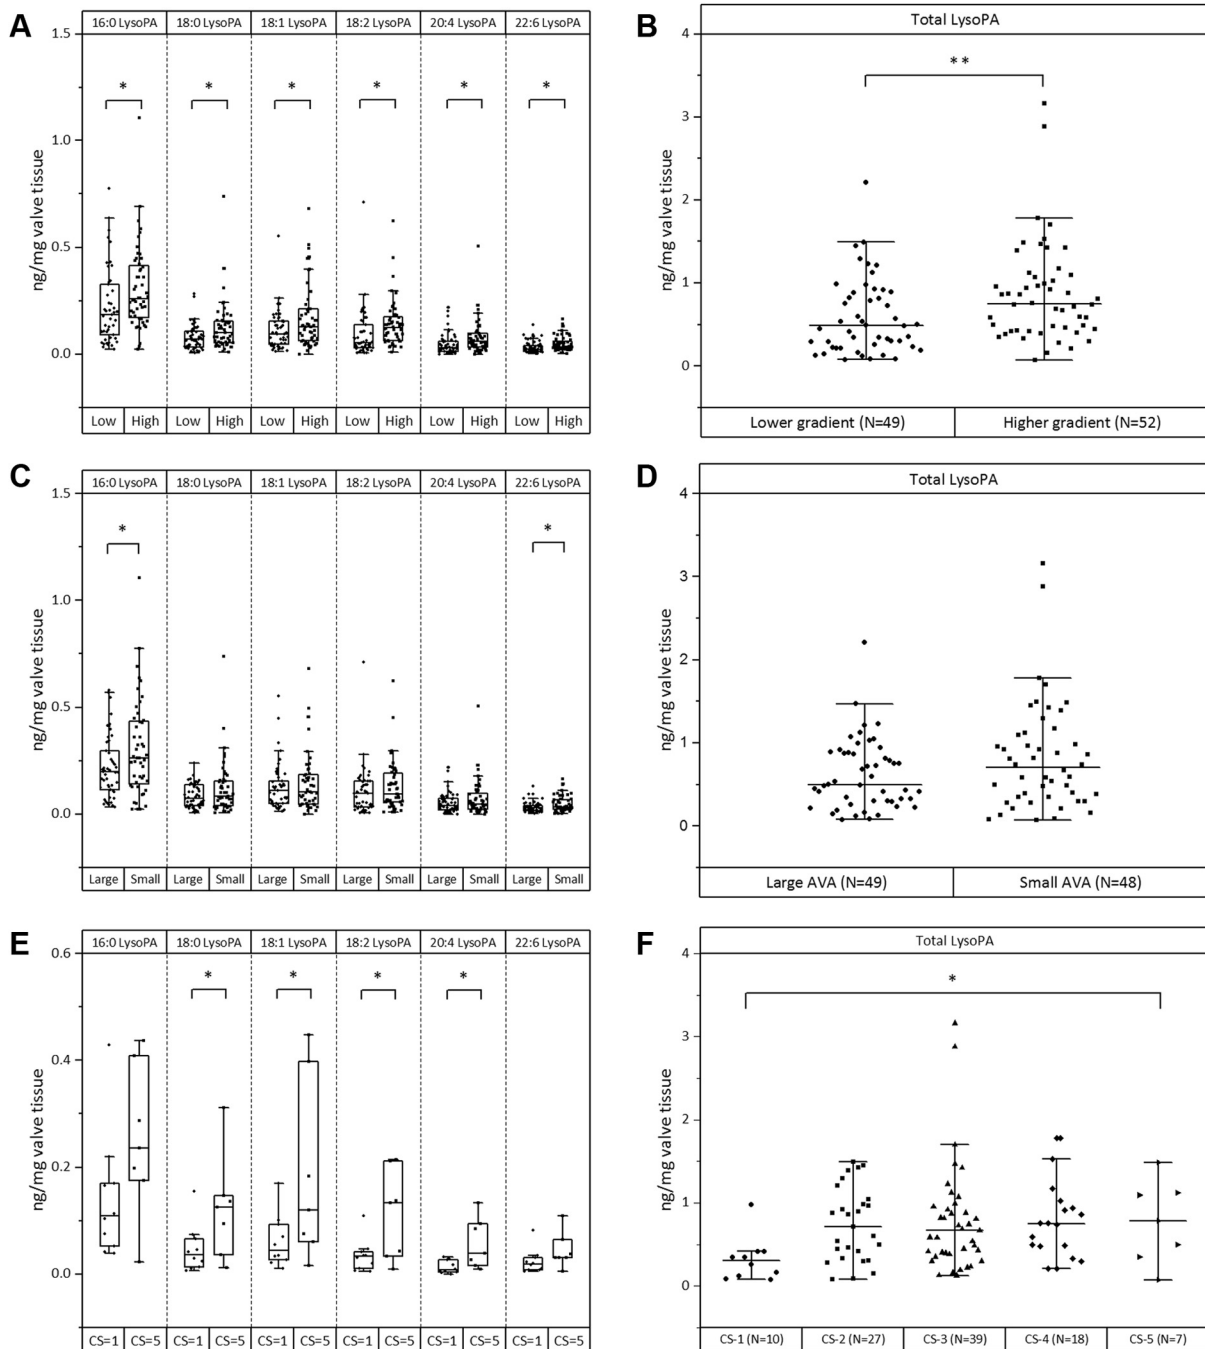 A
16:0 LysoPA 18:0 LysoPA 18:1 LysoPA 18:2 LysoPA 20:4 LysoPA 22:6 LysoPA
1.5
* * * * * *
1.0
0.5
0.0
ng/mg valve tissue
Low High Low High Low High Low High Low High Low High
B
Total LysoPA
4
**
3
2
1
0
ng/mg valve tissue
Lower gradient (N=49) Higher gradient (N=52)
C
16:0 LysoPA 18:0 LysoPA 18:1 LysoPA 18:2 LysoPA 20:4 LysoPA 22:6 LysoPA
1.5
* *
1.0
0.5
0.0
ng/mg valve tissue
Large Small Large Small Large Small Large Small Large Small Large Small
D
Total LysoPA
4
3
2
1
0
ng/mg valve tissue
Large AVA (N=49) Small AVA (N=48)
E
16:0 LysoPA 18:0 LysoPA 18:1 LysoPA 18:2 LysoPA 20:4 LysoPA 22:6 LysoPA
0.6
* * * *
0.4
0.2
0.0
ng/mg valve tissue
CS=1 CS=5 CS=1 CS=5 CS=1 CS=5 CS=1 CS=5 CS=1 CS=5 CS=1 CS=5
F
Total LysoPA
4
*
3
2
1
0
ng/mg valve tissue
CS-1 (N=10) CS-2 (N=27) CS-3 (N=39) CS-4 (N=18) CS-5 (N=7)